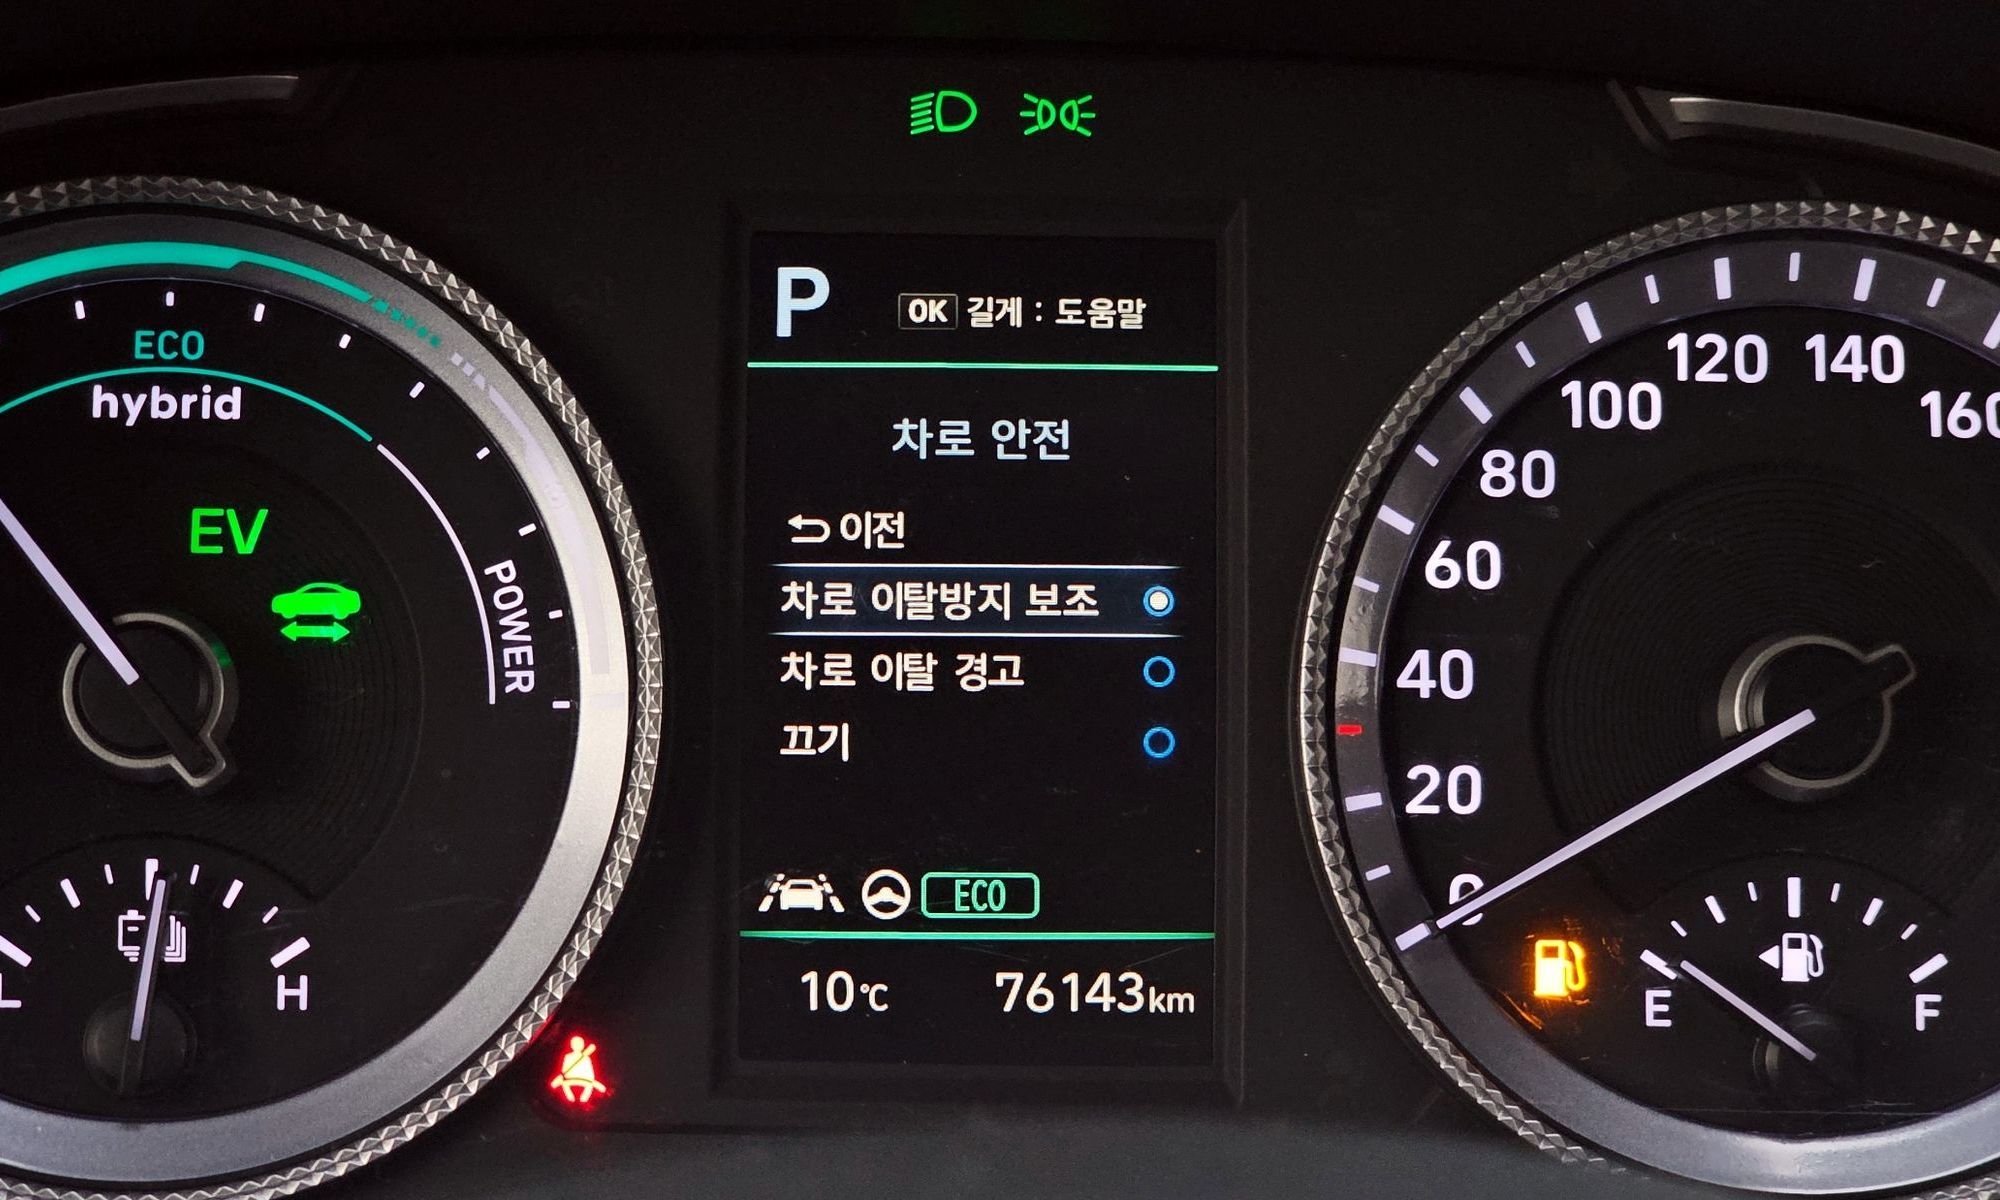 ECO
hybrid
EV
POWER
L
H
P
OK 길게 : 도움말
차로 안전
이전
차로 이탈방지 보조
차로 이탈 경고
끄기
ECO
10℃
76143km
0
20
40
60
80
100
120
140
160
E
F